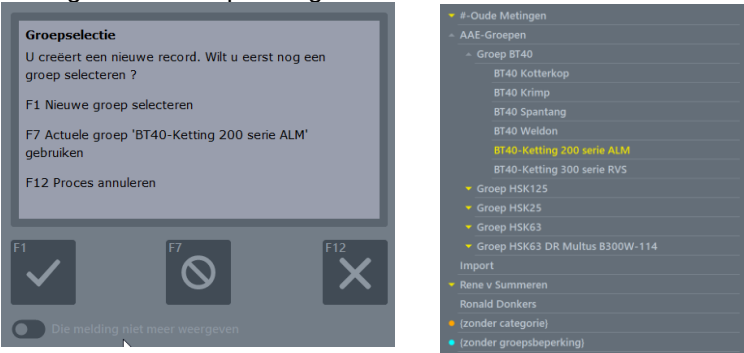 Groepselectie
U creëert een nieuwe record. Wilt u eerst nog een
groep selecteren ?
F1 Nieuwe groep selecteren
F7 Actuele groep 'BT40-Ketting 200 serie ALM'
gebruiken
F12 Proces annuleren
F1
F7
F12
Die melding niet meer weergeven
#-Oude Metingen
AAE-Groepen
Groep BT40
BT40 Kotterkop
BT40 Krimp
BT40 Spantang
BT40 Weldon
BT40-Ketting 200 serie ALM
BT40-Ketting 300 serie RVS
Groep HSK125
Groep HSK25
Groep HSK63
Groep HSK63 DR Multus B300W-114
Import
Rene v Summeren
Ronald Donkers
(zonder categorie)
(zonder groepsbeperking)